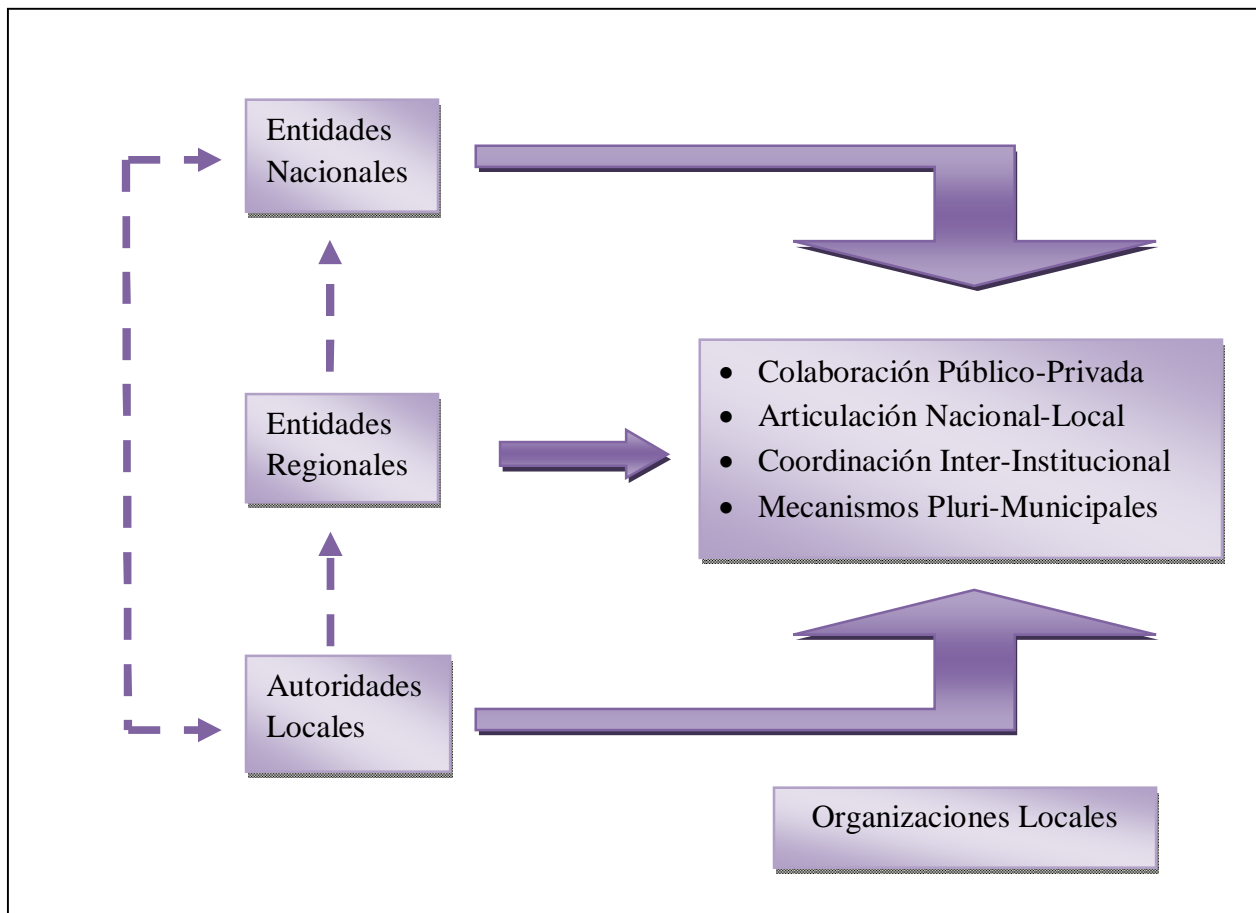 Entidades
Nacionales
Entidades
Regionales
• Colaboración Público-Privada
• Articulación Nacional-Local
• Coordinación Inter-Institucional
• Mecanismos Pluri-Municipales
Autoridades
Locales
Organizaciones Locales